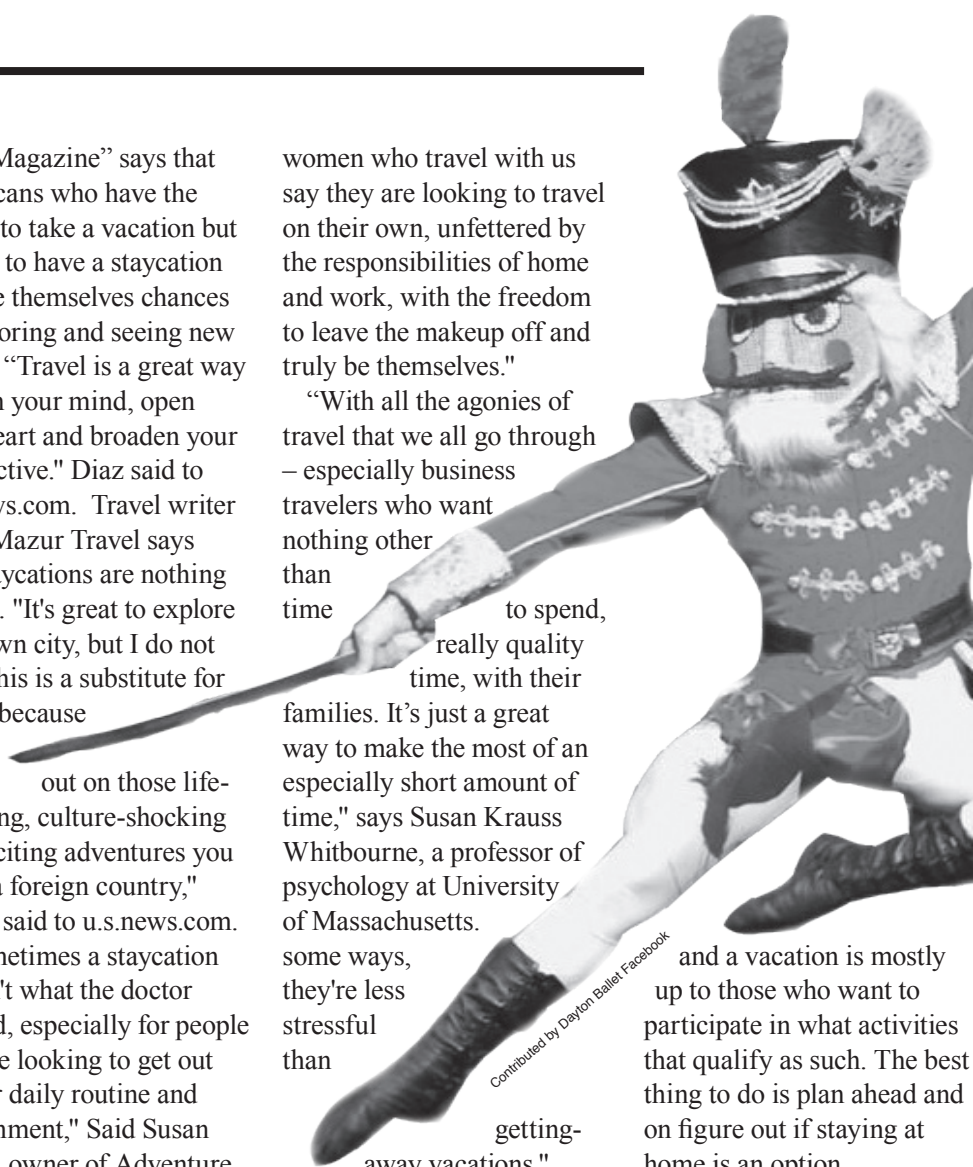 Magazine” says that
cans who have the
to take a vacation but
to have a staycation
e themselves chances
oring and seeing new
“Travel is a great way
n your mind, open
eart and broaden your
ctive." Diaz said to
ws.com. Travel writer
Mazur Travel says
ycations are nothing
. "It's great to explore
wn city, but I do not
his is a substitute for
because
out on those life-
ng, culture-shocking
citing adventures you
a foreign country,"
said to u.s.news.com.
metimes a staycation
't what the doctor
d, especially for people
e looking to get out
r daily routine and
nment," Said Susan
owner of Adventure
women who travel with us
say they are looking to travel
on their own, unfettered by
the responsibilities of home
and work, with the freedom
to leave the makeup off and
truly be themselves."
“With all the agonies of
travel that we all go through
– especially business
travelers who want
nothing other
than
time to spend,
really quality
time, with their
families. It’s just a great
way to make the most of an
especially short amount of
time," says Susan Krauss
Whitbourne, a professor of
psychology at University
of Massachusetts.
some ways,
they're less
stressful
than
getting-
away vacations."
Contributed by Dayton Ballet Facebook
and a vacation is mostly
up to those who want to
participate in what activities
that qualify as such. The best
thing to do is plan ahead and
on figure out if staying at
home is an option